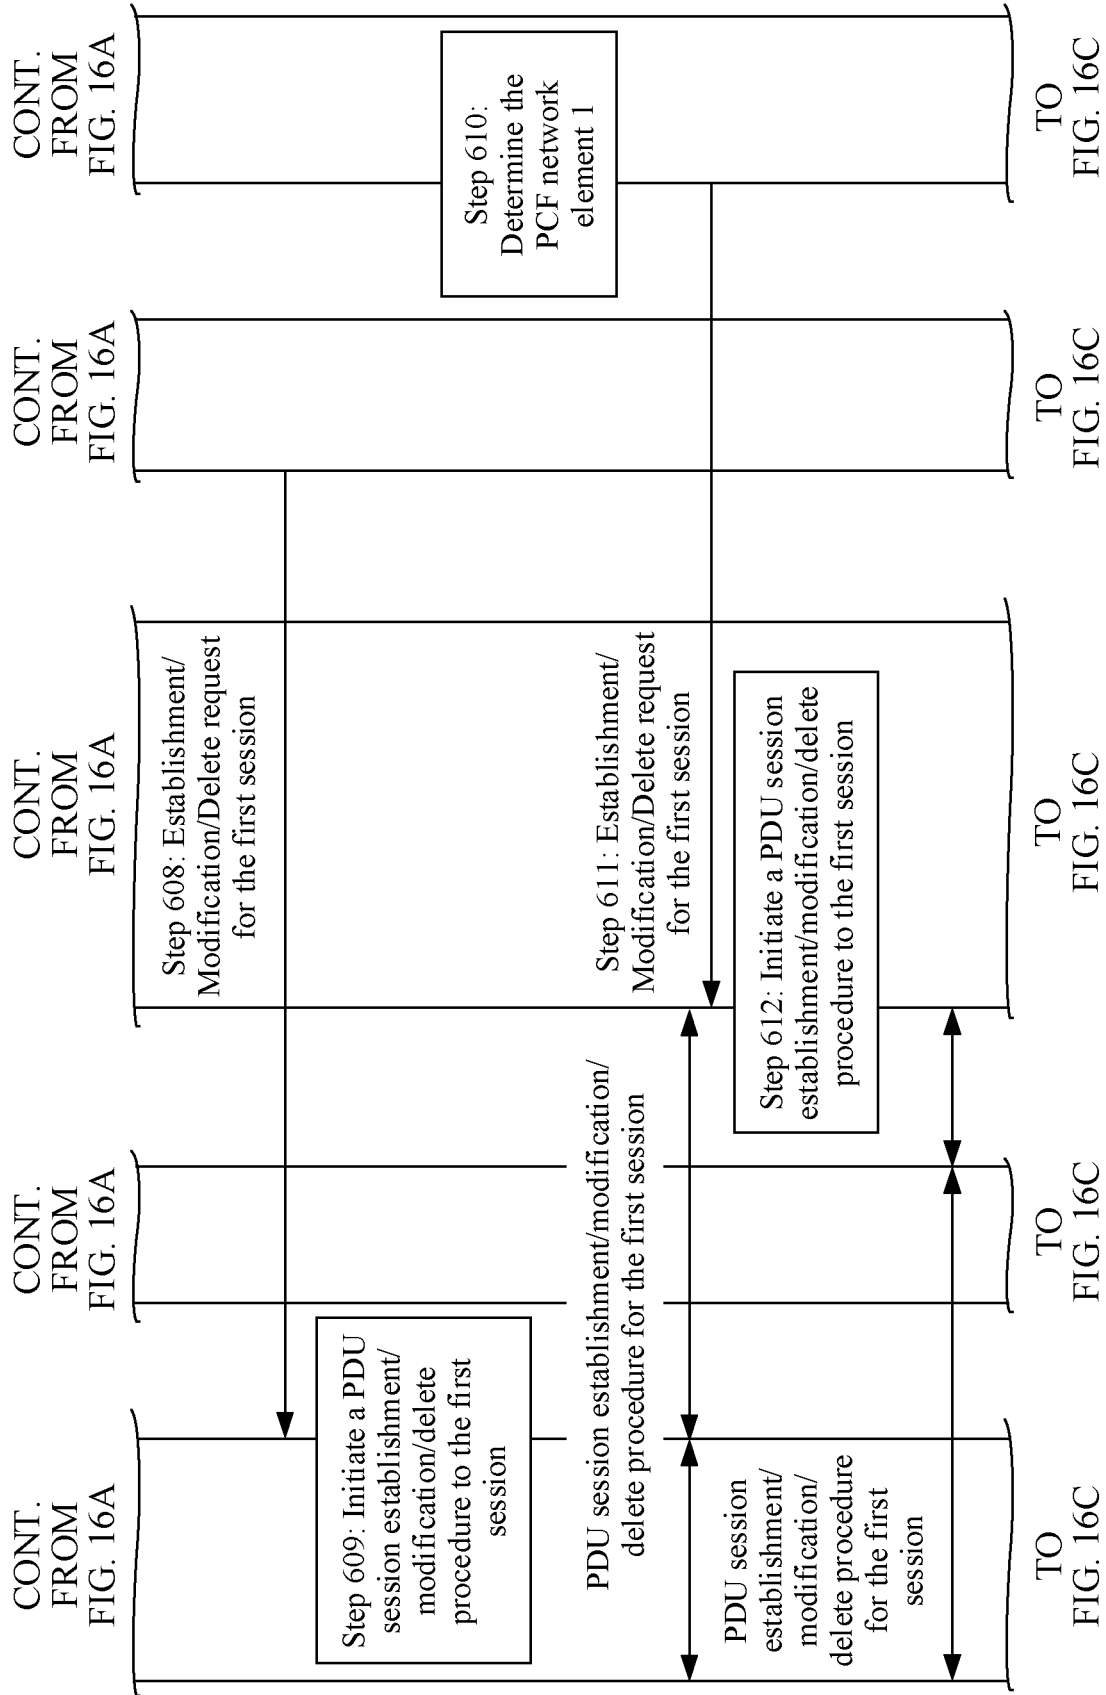 CONT.
FROM
FIG. 16A
CONT.
FROM
FIG. 16A
CONT.
FROM
FIG. 16A
CONT.
FROM
FIG. 16A
CONT.
FROM
FIG. 16A
Step 608: Establishment/
Modification/Delete request
for the first session
Step 609: Initiate a PDU
session establishment/
modification/delete
procedure to the first
session
Step 610:
Determine the
PCF network
element 1
PDU session establishment/modification/
delete procedure for the first session
Step 611: Establishment/
Modification/Delete request
for the first session
PDU session
establishment/
modification/
delete procedure
for the first
session
Step 612: Initiate a PDU session
establishment/modification/delete
procedure to the first session
TO
FIG. 16C
TO
FIG. 16C
TO
FIG. 16C
TO
FIG. 16C
TO
FIG. 16C